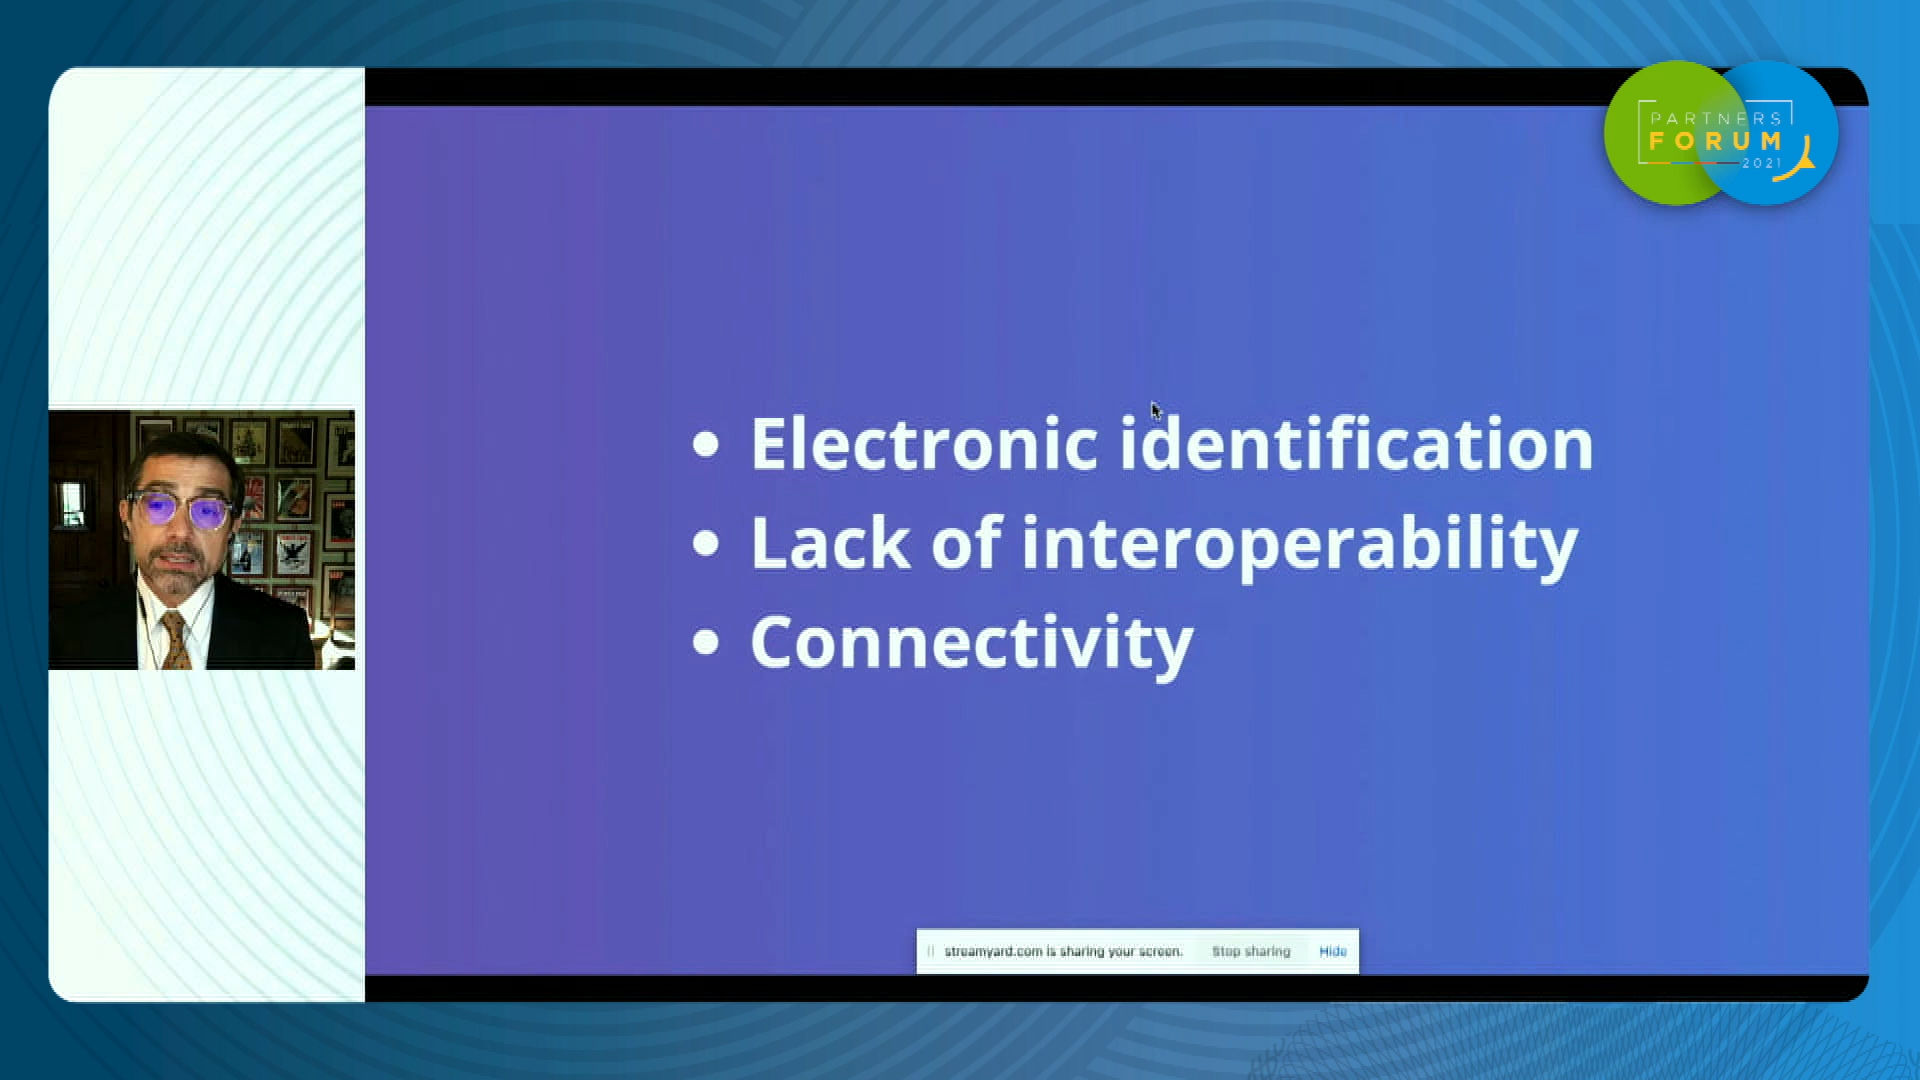 PARTNERS
FORUM
2021
• Electronic identification
• Lack of interoperability
• Connectivity
streamyard.com is sharing your screen. Stop sharing Hide